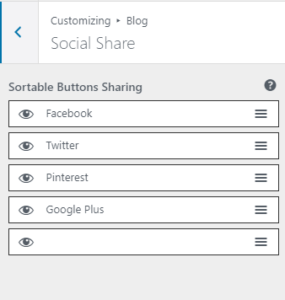 Customizing ▸ Blog
Social Share
Sortable Buttons Sharing
Facebook
Twitter
Pinterest
Google Plus